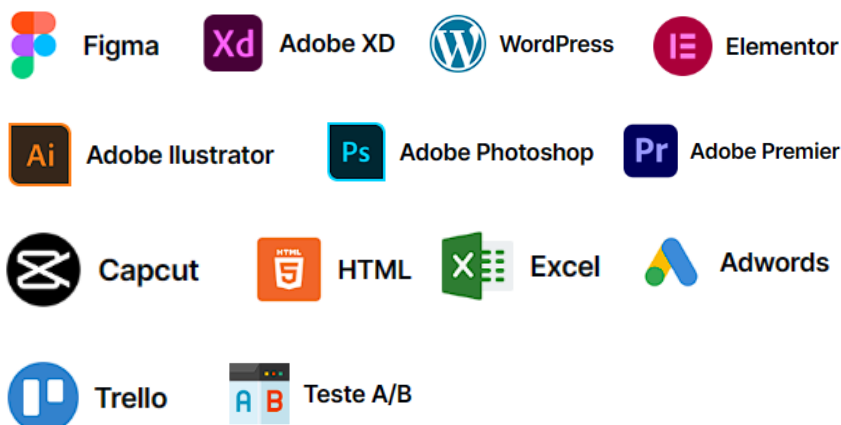 Figma Xd Adobe XD WordPress Elementor
Ai Adobe Ilustrator Ps Adobe Photoshop Pr Adobe Premier
Capcut HTML 5 HTML X Excel Adwords
Trello A B Teste A/B